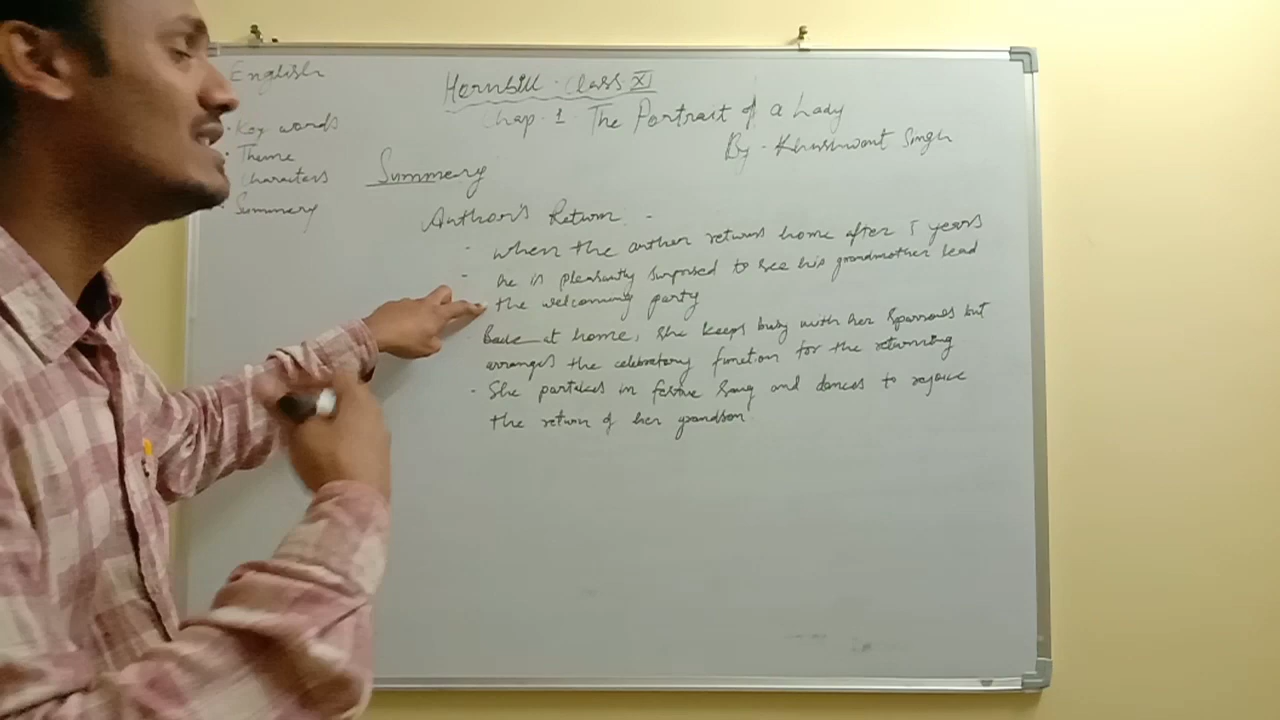 English
· Key words
· Theme
Characters
· Summary
Hornbill Class XI
Chap - 1 The Portrait of a Lady
By - Khushwant Singh
Summery
Author's Return -
- when the author returns home after 5 years
- he is pleasantly surprised to see his grandmother lead
the welcoming party
Back at home, she keeps busy with her sparrows but
arranges the celebratory function for the returning
- She partakes in festive song and dances to rejoice
the return of her grandson